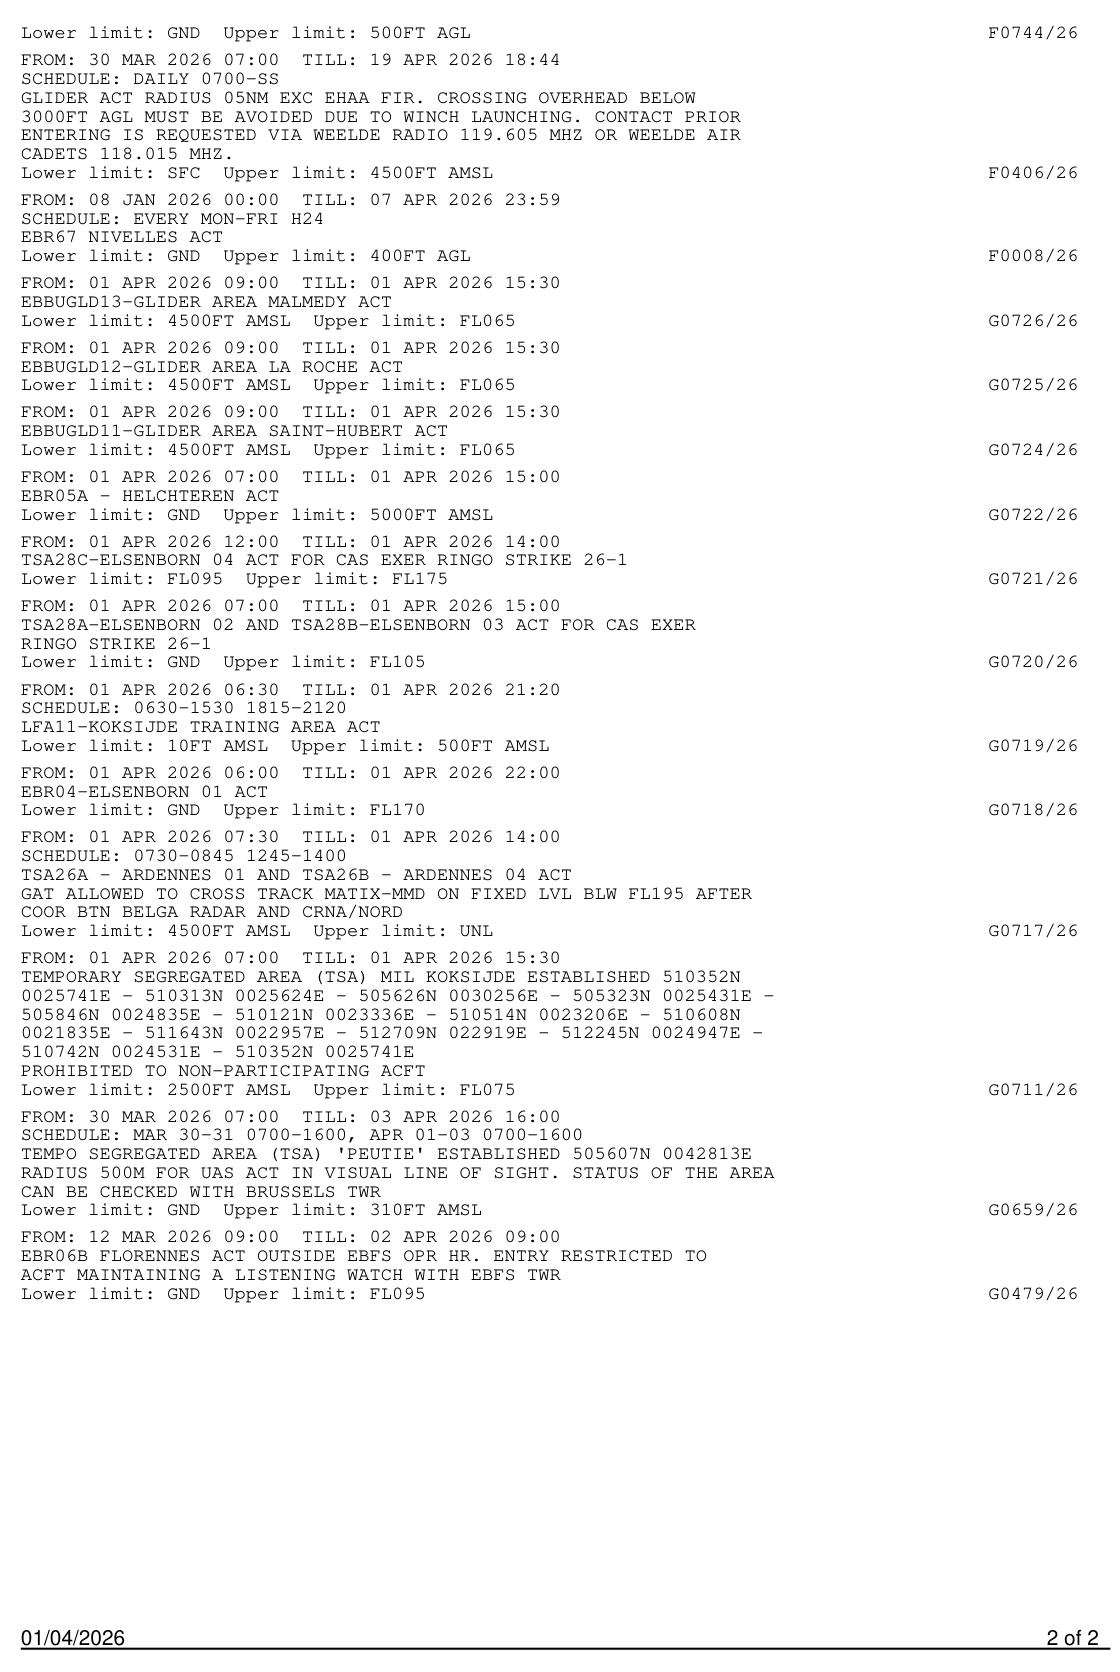 Lower limit: GND  Upper limit: 500FT AGL F0744/26
FROM: 30 MAR 2026 07:00  TILL: 19 APR 2026 18:44
SCHEDULE: DAILY 0700-SS
GLIDER ACT RADIUS 05NM EXC EHAA FIR. CROSSING OVERHEAD BELOW
3000FT AGL MUST BE AVOIDED DUE TO WINCH LAUNCHING. CONTACT PRIOR
ENTERING IS REQUESTED VIA WEELDE RADIO 119.605 MHZ OR WEELDE AIR
CADETS 118.015 MHZ.
Lower limit: SFC  Upper limit: 4500FT AMSL F0406/26
FROM: 08 JAN 2026 00:00  TILL: 07 APR 2026 23:59
SCHEDULE: EVERY MON-FRI H24
EBR67 NIVELLES ACT
Lower limit: GND  Upper limit: 400FT AGL F0008/26
FROM: 01 APR 2026 09:00  TILL: 01 APR 2026 15:30
EBBUGLD13-GLIDER AREA MALMEDY ACT
Lower limit: 4500FT AMSL  Upper limit: FL065 G0726/26
FROM: 01 APR 2026 09:00  TILL: 01 APR 2026 15:30
EBBUGLD12-GLIDER AREA LA ROCHE ACT
Lower limit: 4500FT AMSL  Upper limit: FL065 G0725/26
FROM: 01 APR 2026 09:00  TILL: 01 APR 2026 15:30
EBBUGLD11-GLIDER AREA SAINT-HUBERT ACT
Lower limit: 4500FT AMSL  Upper limit: FL065 G0724/26
FROM: 01 APR 2026 07:00  TILL: 01 APR 2026 15:00
EBR05A - HELCHTEREN ACT
Lower limit: GND  Upper limit: 5000FT AMSL G0722/26
FROM: 01 APR 2026 12:00  TILL: 01 APR 2026 14:00
TSA28C-ELSENBORN 04 ACT FOR CAS EXER RINGO STRIKE 26-1
Lower limit: FL095  Upper limit: FL175 G0721/26
FROM: 01 APR 2026 07:00  TILL: 01 APR 2026 15:00
TSA28A-ELSENBORN 02 AND TSA28B-ELSENBORN 03 ACT FOR CAS EXER
RINGO STRIKE 26-1
Lower limit: GND  Upper limit: FL105 G0720/26
FROM: 01 APR 2026 06:30  TILL: 01 APR 2026 21:20
SCHEDULE: 0630-1530 1815-2120
LFA11-KOKSIJDE TRAINING AREA ACT
Lower limit: 10FT AMSL  Upper limit: 500FT AMSL G0719/26
FROM: 01 APR 2026 06:00  TILL: 01 APR 2026 22:00
EBR04-ELSENBORN 01 ACT
Lower limit: GND  Upper limit: FL170 G0718/26
FROM: 01 APR 2026 07:30  TILL: 01 APR 2026 14:00
SCHEDULE: 0730-0845 1245-1400
TSA26A - ARDENNES 01 AND TSA26B - ARDENNES 04 ACT
GAT ALLOWED TO CROSS TRACK MATIX-MMD ON FIXED LVL BLW FL195 AFTER
COOR BTN BELGA RADAR AND CRNA/NORD
Lower limit: 4500FT AMSL  Upper limit: UNL G0717/26
FROM: 01 APR 2026 07:00  TILL: 01 APR 2026 15:30
TEMPORARY SEGREGATED AREA (TSA) MIL KOKSIJDE ESTABLISHED 510352N
0025741E - 510313N 0025624E - 505626N 0030256E - 505323N 0025431E -
505846N 0024835E - 510121N 0023336E - 510514N 0023206E - 510608N
0021835E - 511643N 0022957E - 512709N 022919E - 512245N 0024947E -
510742N 0024531E - 510352N 0025741E
PROHIBITED TO NON-PARTICIPATING ACFT
Lower limit: 2500FT AMSL  Upper limit: FL075 G0711/26
FROM: 30 MAR 2026 07:00  TILL: 03 APR 2026 16:00
SCHEDULE: MAR 30-31 0700-1600, APR 01-03 0700-1600
TEMPO SEGREGATED AREA (TSA) 'PEUTIE' ESTABLISHED 505607N 0042813E
RADIUS 500M FOR UAS ACT IN VISUAL LINE OF SIGHT. STATUS OF THE AREA
CAN BE CHECKED WITH BRUSSELS TWR
Lower limit: GND  Upper limit: 310FT AMSL G0659/26
FROM: 12 MAR 2026 09:00  TILL: 02 APR 2026 09:00
EBR06B FLORENNES ACT OUTSIDE EBFS OPR HR. ENTRY RESTRICTED TO
ACFT MAINTAINING A LISTENING WATCH WITH EBFS TWR
Lower limit: GND  Upper limit: FL095 G0479/26
01/04/2026 2 of 2